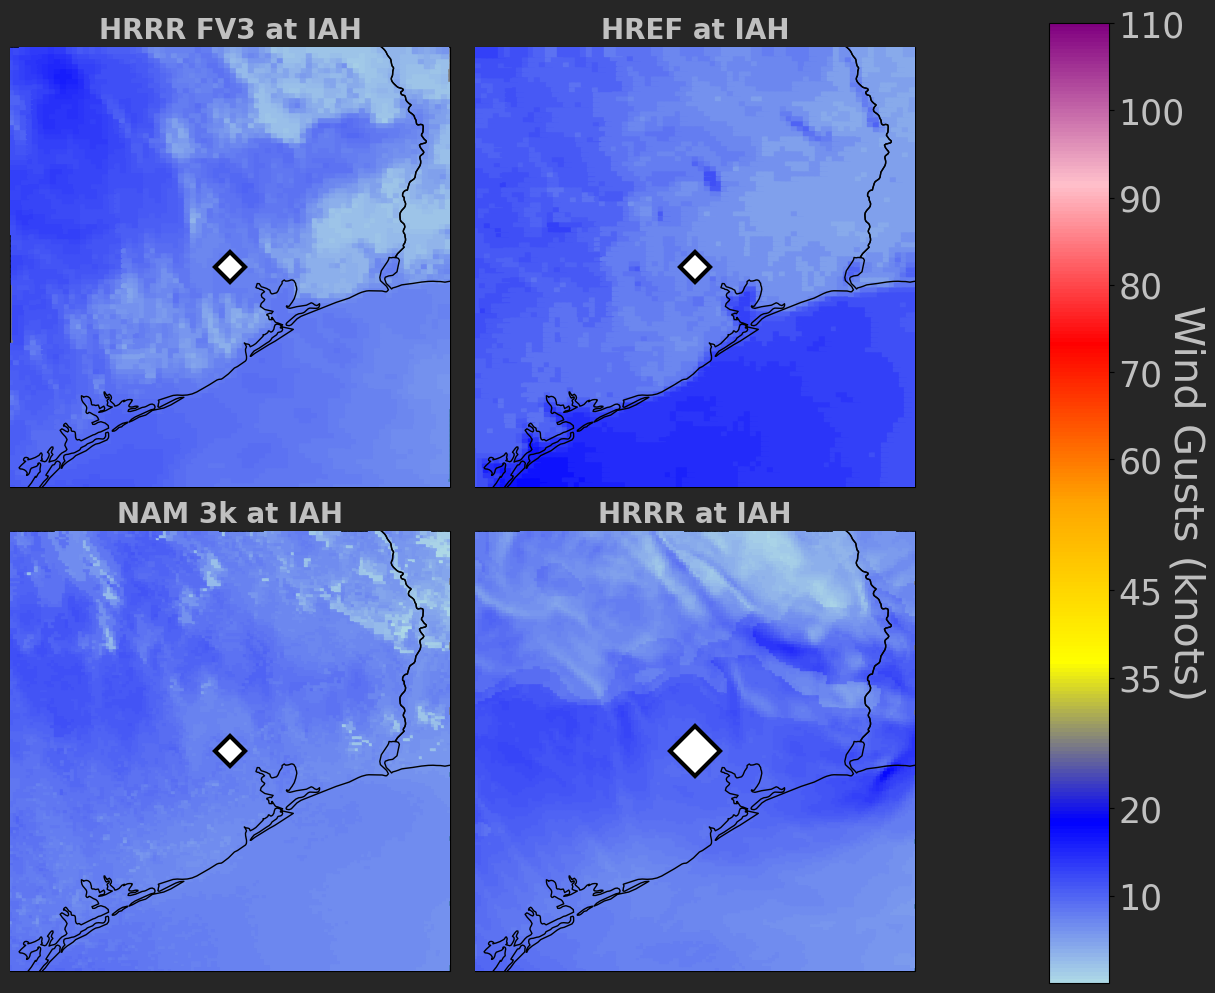 HRRR FV3 at IAH
HREF at IAH
NAM 3k at IAH
HRRR at IAH
110
100
90
80
70
60
45
35
20
10
Wind Gusts (knots)